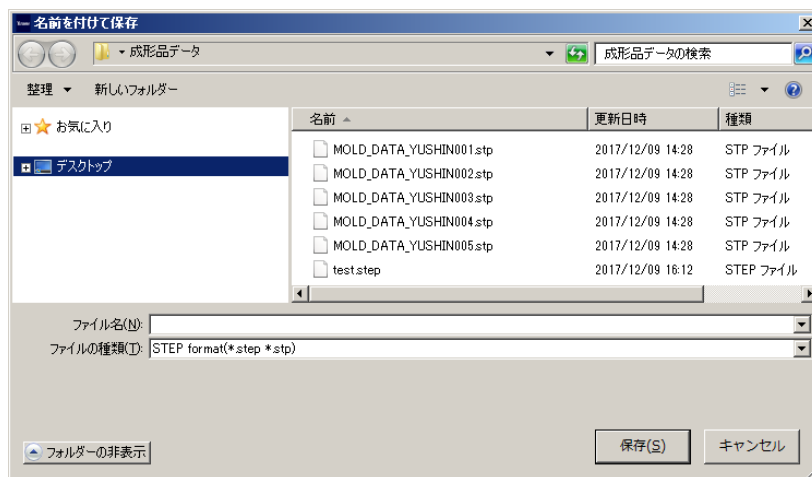 名前を付けて保存
成形品データ
成形品データの検索
整理 新しいフォルダー
お気に入り
デスクトップ
名前 更新日時 種類
MOLD_DATA_YUSHIN001.stp 2017/12/09 14:28 STP ファイル
MOLD_DATA_YUSHIN002.stp 2017/12/09 14:28 STP ファイル
MOLD_DATA_YUSHIN003.stp 2017/12/09 14:28 STP ファイル
MOLD_DATA_YUSHIN004.stp 2017/12/09 14:28 STP ファイル
MOLD_DATA_YUSHIN005.stp 2017/12/09 14:28 STP ファイル
test.step 2017/12/09 16:12 STEP ファイル
ファイル名(N):
ファイルの種類(T): STEP format(*.step *.stp)
フォルダーの非表示
保存(S) キャンセル